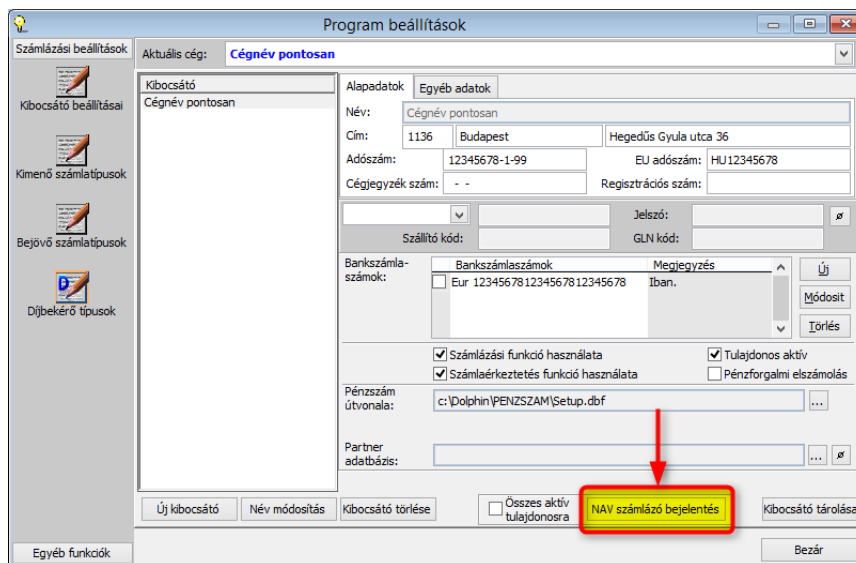 Program beállítások
Számlázási beállítások
Aktuális cég: Cégnév pontosan
Kibocsátó beállításai
Kimenő számlatípusok
Bejövő számlatípusok
Díjbekérő típusok
Egyéb funkciók
Kibocsátó
Cégnév pontosan
Alapadatok Egyéb adatok
Név: Cégnév pontosan
Cím: 1136 Budapest Hegedűs Gyula utca 36
Adószám: 12345678-1-99 EU adószám: HU12345678
Cégjegyzék szám: - - Regisztrációs szám:
Jelszó: ø
Szállító kód: GLN kód:
Bankszámla-
számok:
Bankszámlaszámok Megjegyzés
Eur 123456781234567812345678 Iban.
Új
Módosit
Törlés
Számlázási funkció használata Tulajdonos aktív
Számlaérkeztetés funkció használata Pénzforgalmi elszámolás
Pénzszám
útvonala: c:\Dolphin\PENZSZAM\Setup.dbf ...
Partner
adatbázis: ... ø
Új kibocsátó Név módosítás Kibocsátó törlése
Összes aktív
tulajdonosra
NAV számlázó bejelentés
Kibocsátó tárolása
Bezár